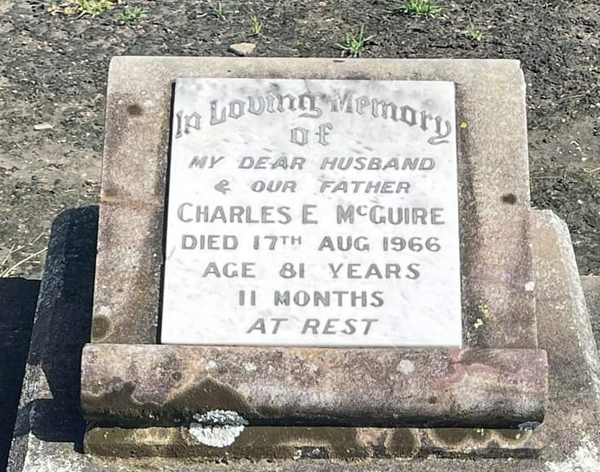 In Loving Memory
of
MY DEAR HUSBAND
& OUR FATHER
CHARLES E McGUIRE
DIED 17TH AUG 1966
AGE 81 YEARS
11 MONTHS
AT REST